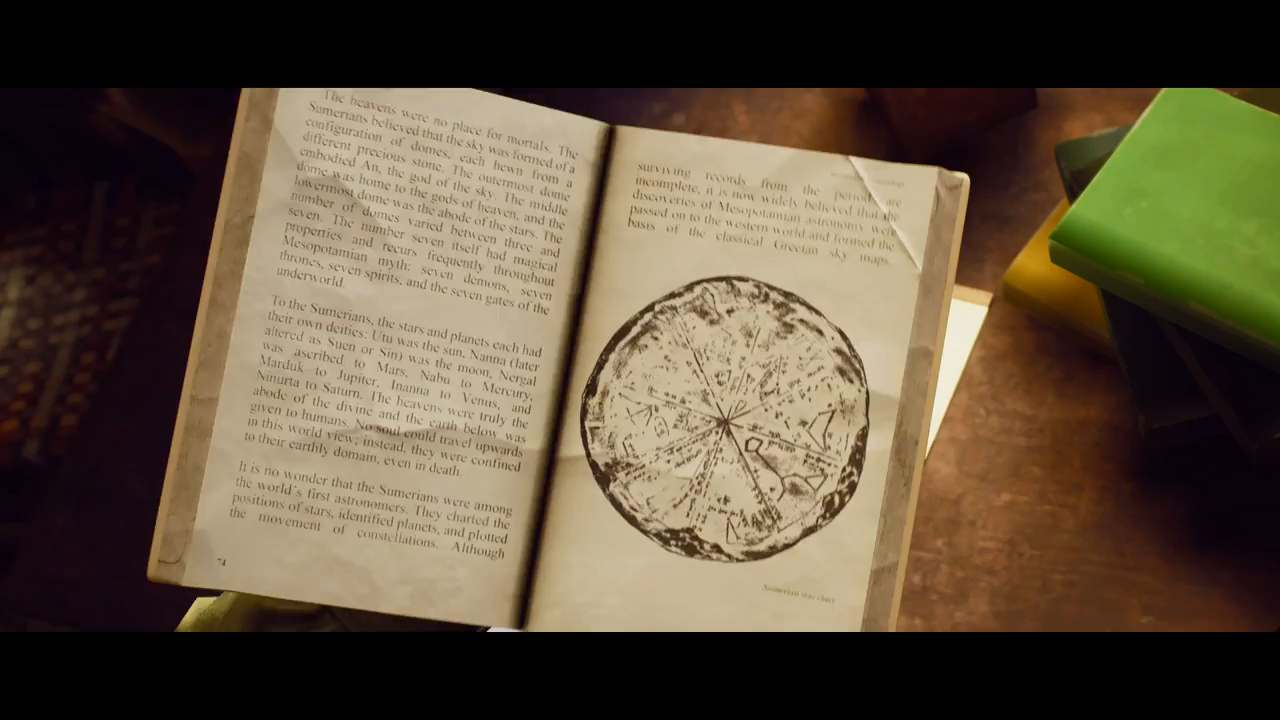 The heavens were no place for mortals. The
Sumerians believed that the sky was formed of a
configuration of domes, each hewn from a
different precious stone. The outermost dome
embodied An, the god of the sky. The middle
dome was home to the gods of heaven, and the
lowermost dome was the abode of the stars. The
number of domes varied between three and
seven. The number seven itself had magical
properties and recurs frequently throughout
Mesopotamian myth; seven demons, seven
thrones, seven spirits, and the seven gates of the
underworld.
To the Sumerians, the stars and planets each had
their own deities: Utu was the sun, Nanna (later
altered as Suen or Sin) was the moon, Nergal
was ascribed to Mars, Nabu to Mercury,
Marduk to Jupiter, Inanna to Venus, and
Ninurta to Saturn. The heavens were truly the
abode of the divine and the earth below was
given to humans. No soul could travel upwards
in this world view; instead, they were confined
to their earthly domain, even in death.
It is no wonder that the Sumerians were among
the world's first astronomers. They charted the
positions of stars, identified planets, and plotted
the movement of constellations. Although
74
surviving records from the period are
incomplete, it is now widely believed that the
discoveries of Mesopotamian astronomy were
passed on to the western world and formed the
basis of the classical Grecian sky maps.
Sumerian star chart